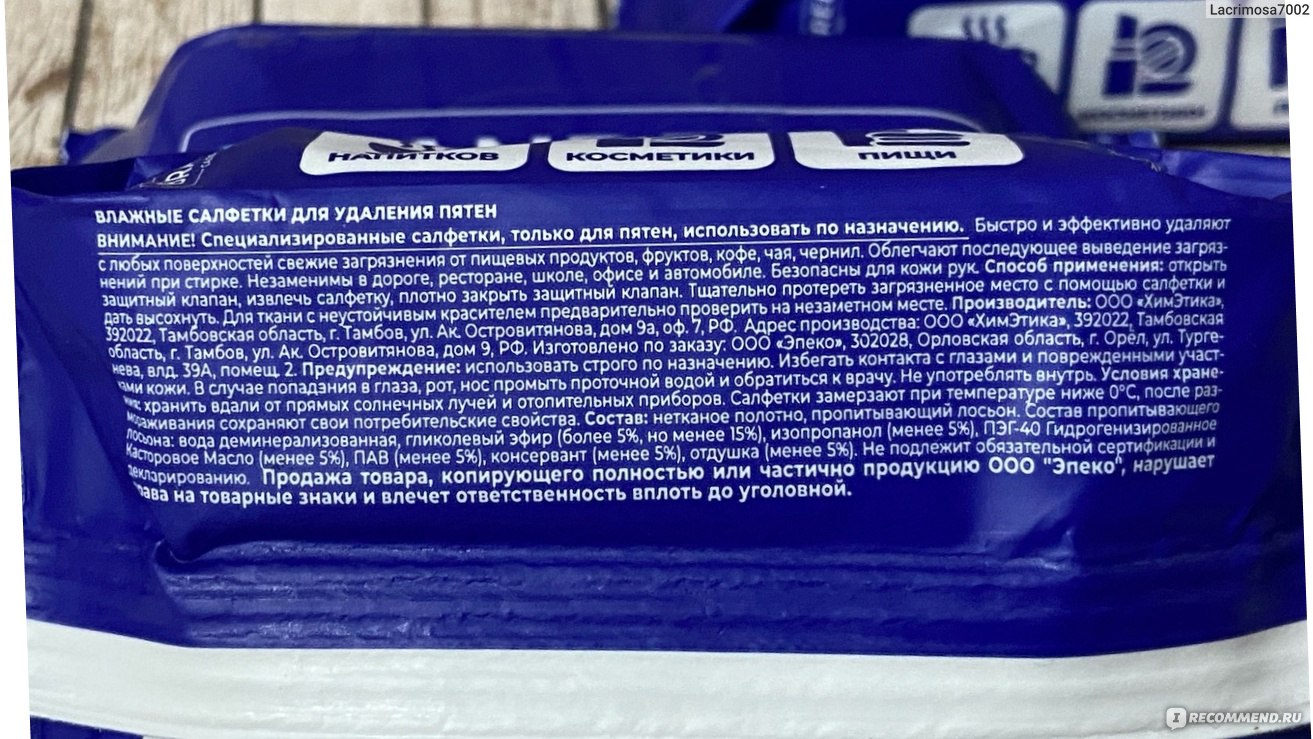 Lacrimosa7002
НАПИТКОВ
КОСМЕТИКИ
ПИЩИ
ВЛАЖНЫЕ САЛФЕТКИ ДЛЯ УДАЛЕНИЯ ПЯТЕН
ВНИМАНИЕ! Специализированные салфетки, только для пятен, использовать по назначению. Быстро и эффективно удаляют
с любых поверхностей свежие загрязнения от пищевых продуктов, фруктов, кофе, чая, чернил. Облегчают последующее выведение загряз-
нений при стирке. Незаменимы в дороге, ресторане, школе, офисе и автомобиле. Безопасны для кожи рук. Способ применения: открыть
защитный клапан, извлечь салфетку, плотно закрыть защитный клапан. Тщательно протереть загрязненное место с помощью салфетки и
дать высохнуть. Для ткани с неустойчивым красителем предварительно проверить на незаметном месте. Производитель: ООО «ХимЭтика»,
392022, Тамбовская область, г. Тамбов, ул. Ак. Островитянова, дом 9а, оф. 7, РФ. Адрес производства: ООО «ХимЭтика», 392022, Тамбовская
область, г. Тамбов, ул. Ак. Островитянова, дом 9, РФ. Изготовлено по заказу: ООО «Эпеко», 302028, Орловская область, г. Орел, ул. Турге-
нева, влд. 39А, помещ. 2. Предупреждение: использовать строго по назначению. Избегать контакта с глазами и поврежденными участ-
ками кожи. В случае попадания в глаза, рот, нос промыть проточной водой и обратиться к врачу. Не употреблять внутрь. Условия хране-
хранить вдали от прямых солнечных лучей и отопительных приборов. Салфетки замерзают при температуре ниже 0°С, после раз-
мораживания сохраняют свои потребительские свойства. Состав: нетканое полотно, пропитывающий лосьон. Состав пропитывающего
лосьона: вода деминерализованная, гликолевый эфир (более 5%, но менее 15%), изопропанол (менее 5%), ПЭГ-40 Гидрогенизированное
Касторовое Масло (менее 5%), ПАВ (менее 5%), консервант (менее 5%), отдушка (менее 5%). Не подлежит обязательной сертификации и
декларированию. Продажа товара, копирующего полностью или частично продукцию ООО "Эпеко", нарушает
рава на товарные знаки и влечет ответственность вплоть до уголовной.
IRECOMMEND.RU